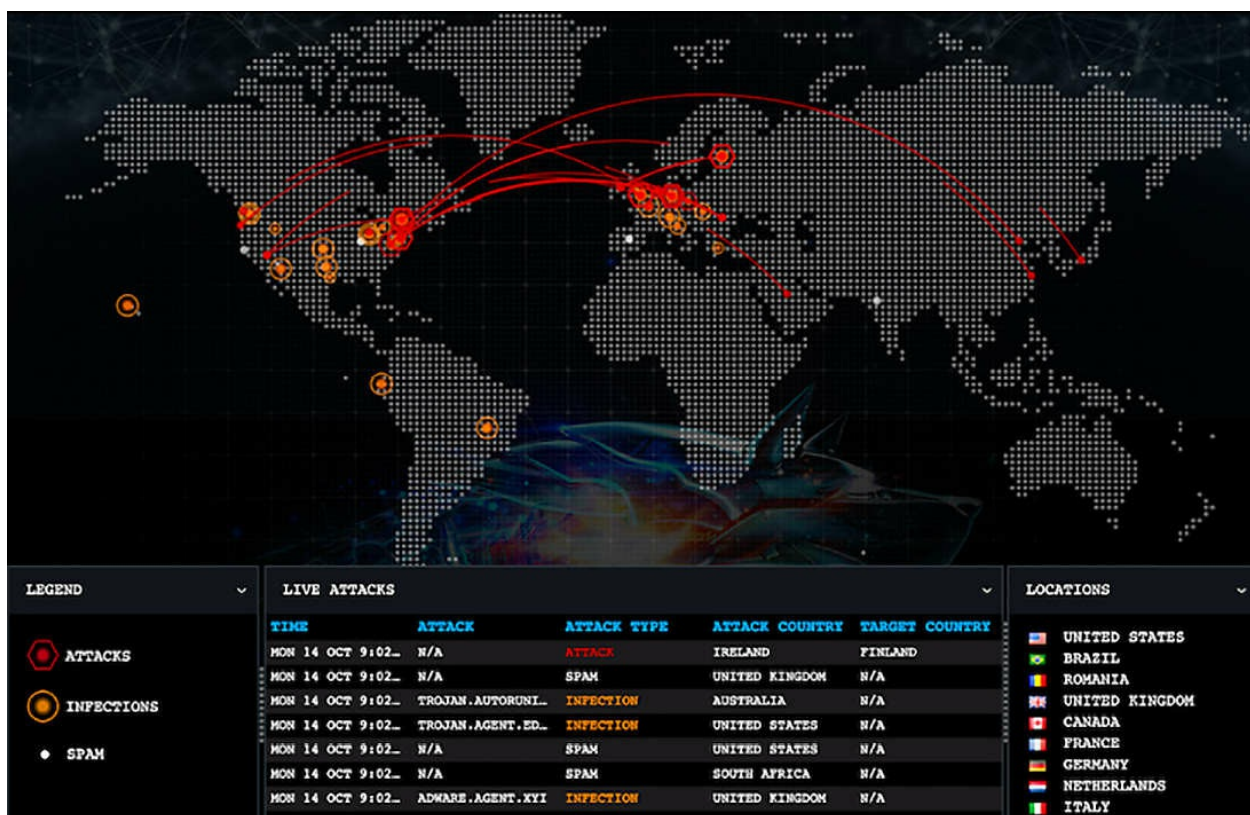 LEGEND
ATTACKS
INFECTIONS
SPAM
LIVE ATTACKS
TIME ATTACK ATTACK TYPE ATTACK COUNTRY TARGET COUNTRY
MON 14 OCT 9:02… N/A ATTACK IRELAND FINLAND
MON 14 OCT 9:02… N/A SPAM UNITED KINGDOM N/A
MON 14 OCT 9:02… TROJAN.AUTORUNI… INFECTION AUSTRALIA N/A
MON 14 OCT 9:02… TROJAN.AGENT.ED… INFECTION UNITED STATES N/A
MON 14 OCT 9:02… N/A SPAM UNITED STATES N/A
MON 14 OCT 9:02… N/A SPAM SOUTH AFRICA N/A
MON 14 OCT 9:02… ADWARE.AGENT.XYI INFECTION UNITED KINGDOM N/A
LOCATIONS
UNITED STATES
BRAZIL
ROMANIA
UNITED KINGDOM
CANADA
FRANCE
GERMANY
NETHERLANDS
ITALY